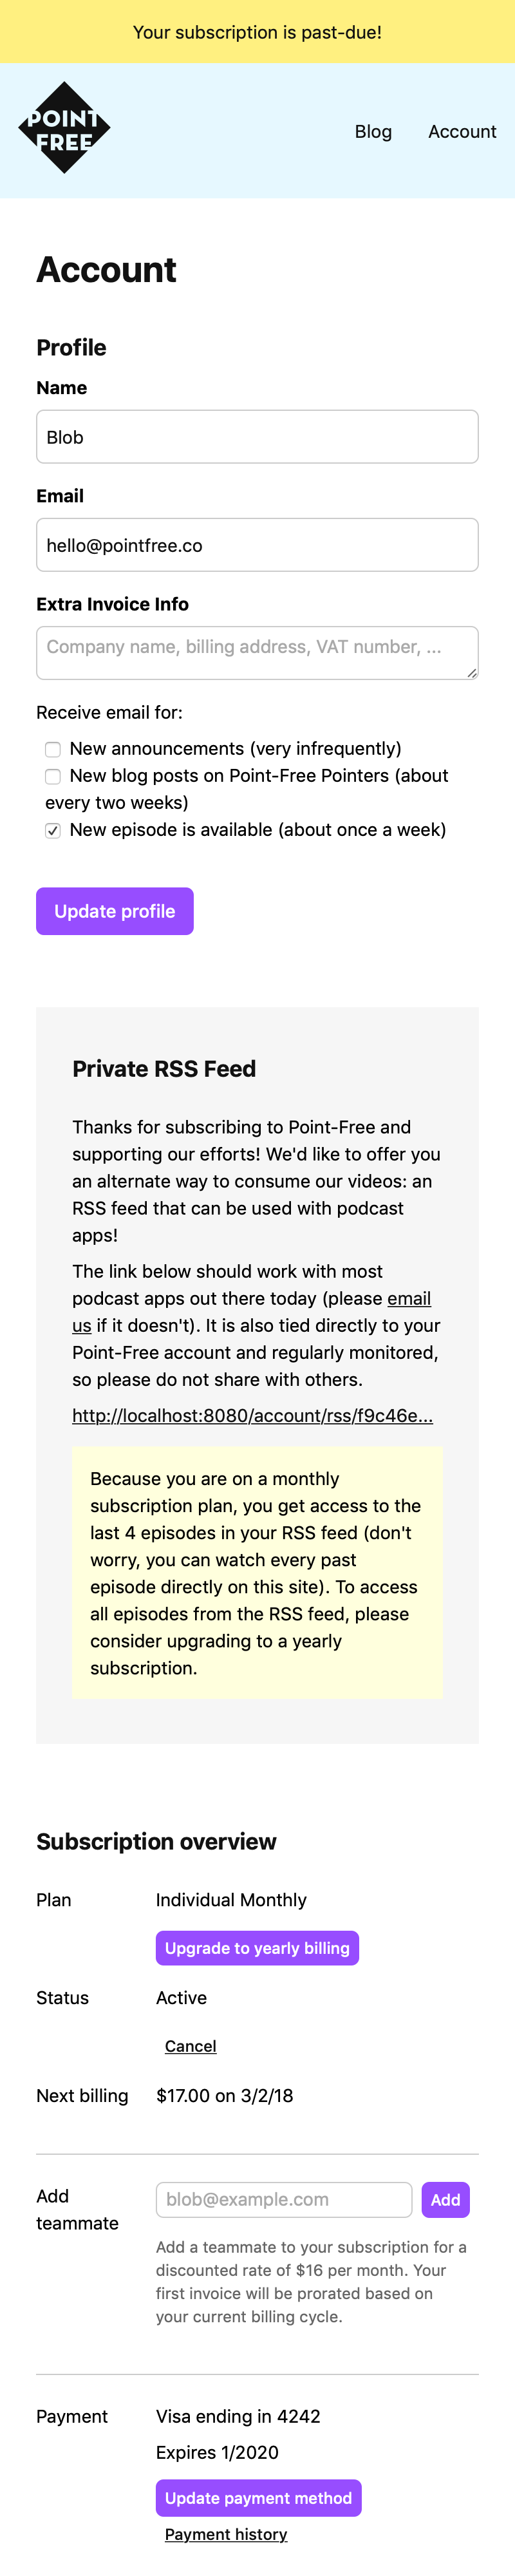 Your subscription is past-due!
POINT
FREE
Blog
Account
Account
Profile
Name
Blob
Email
hello@pointfree.co
Extra Invoice Info
Company name, billing address, VAT number, ...
Receive email for:
New announcements (very infrequently)
New blog posts on Point-Free Pointers (about
every two weeks)
New episode is available (about once a week)
Update profile
Private RSS Feed
Thanks for subscribing to Point-Free and
supporting our efforts! We'd like to offer you
an alternate way to consume our videos: an
RSS feed that can be used with podcast
apps!
The link below should work with most
podcast apps out there today (please email
us if it doesn't). It is also tied directly to your
Point-Free account and regularly monitored,
so please do not share with others.
http://localhost:8080/account/rss/f9c46e...
Because you are on a monthly
subscription plan, you get access to the
last 4 episodes in your RSS feed (don't
worry, you can watch every past
episode directly on this site). To access
all episodes from the RSS feed, please
consider upgrading to a yearly
subscription.
Subscription overview
Plan
Individual Monthly
Upgrade to yearly billing
Status
Active
Cancel
Next billing
$17.00 on 3/2/18
Add
teammate
blob@example.com
Add
Add a teammate to your subscription for a
discounted rate of $16 per month. Your
first invoice will be prorated based on
your current billing cycle.
Payment
Visa ending in 4242
Expires 1/2020
Update payment method
Payment history